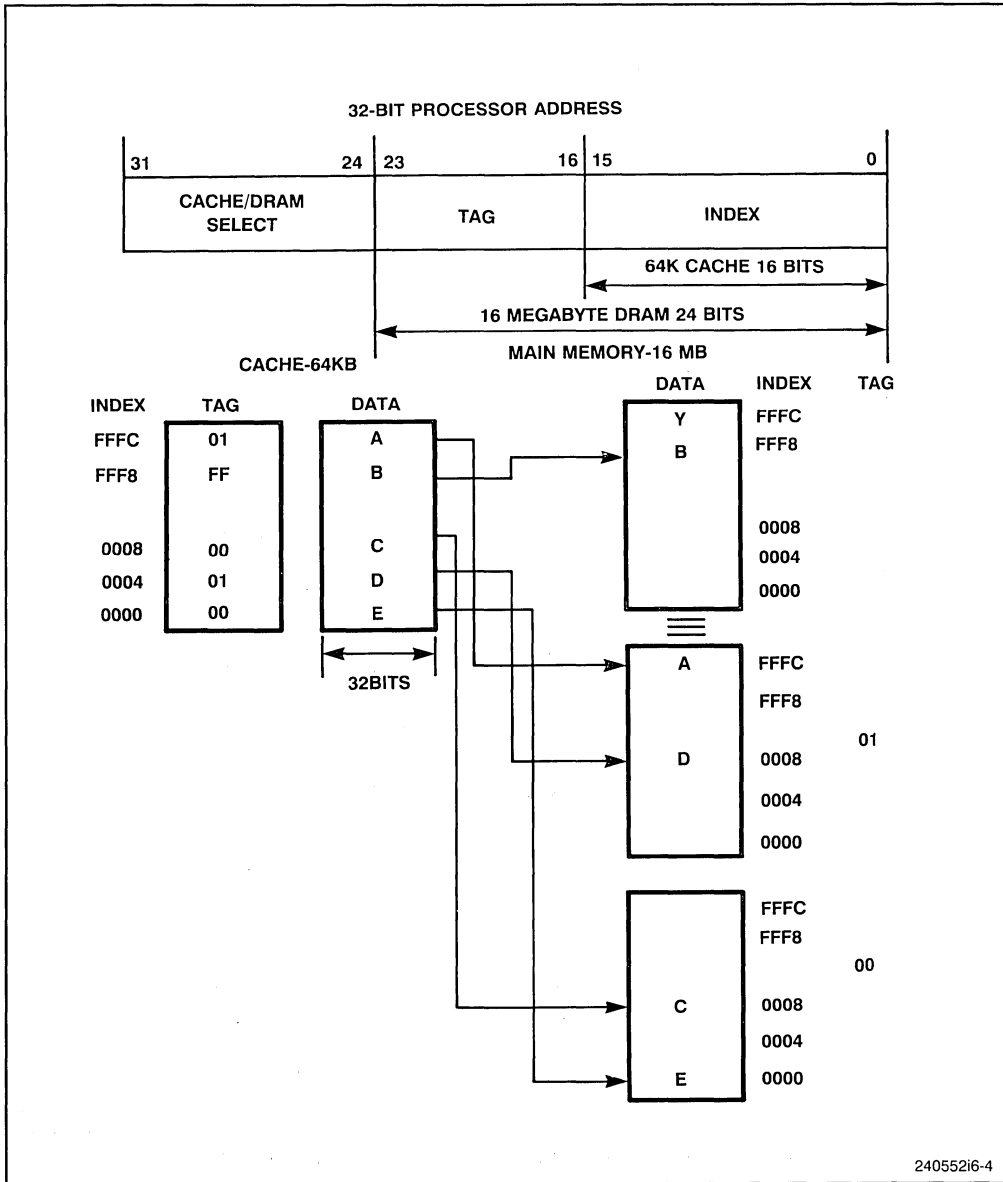 32-BIT PROCESSOR ADDRESS
31 24 23 16 15 0
CACHE/DRAM
SELECT
TAG
INDEX
64K CACHE 16 BITS
16 MEGABYTE DRAM 24 BITS
CACHE-64KB
MAIN MEMORY-16 MB
INDEX TAG DATA
FFFC 01 A
FFF8 FF B
0008 00 C
0004 01 D
0000 00 E
32BITS
DATA INDEX TAG
Y FFFC
B FFF8
0008
0004
0000
A FFFC
FFF8
01
D 0008
0004
0000
FFFC
FFF8
00
C 0008
0004
E 0000
240552i6-4